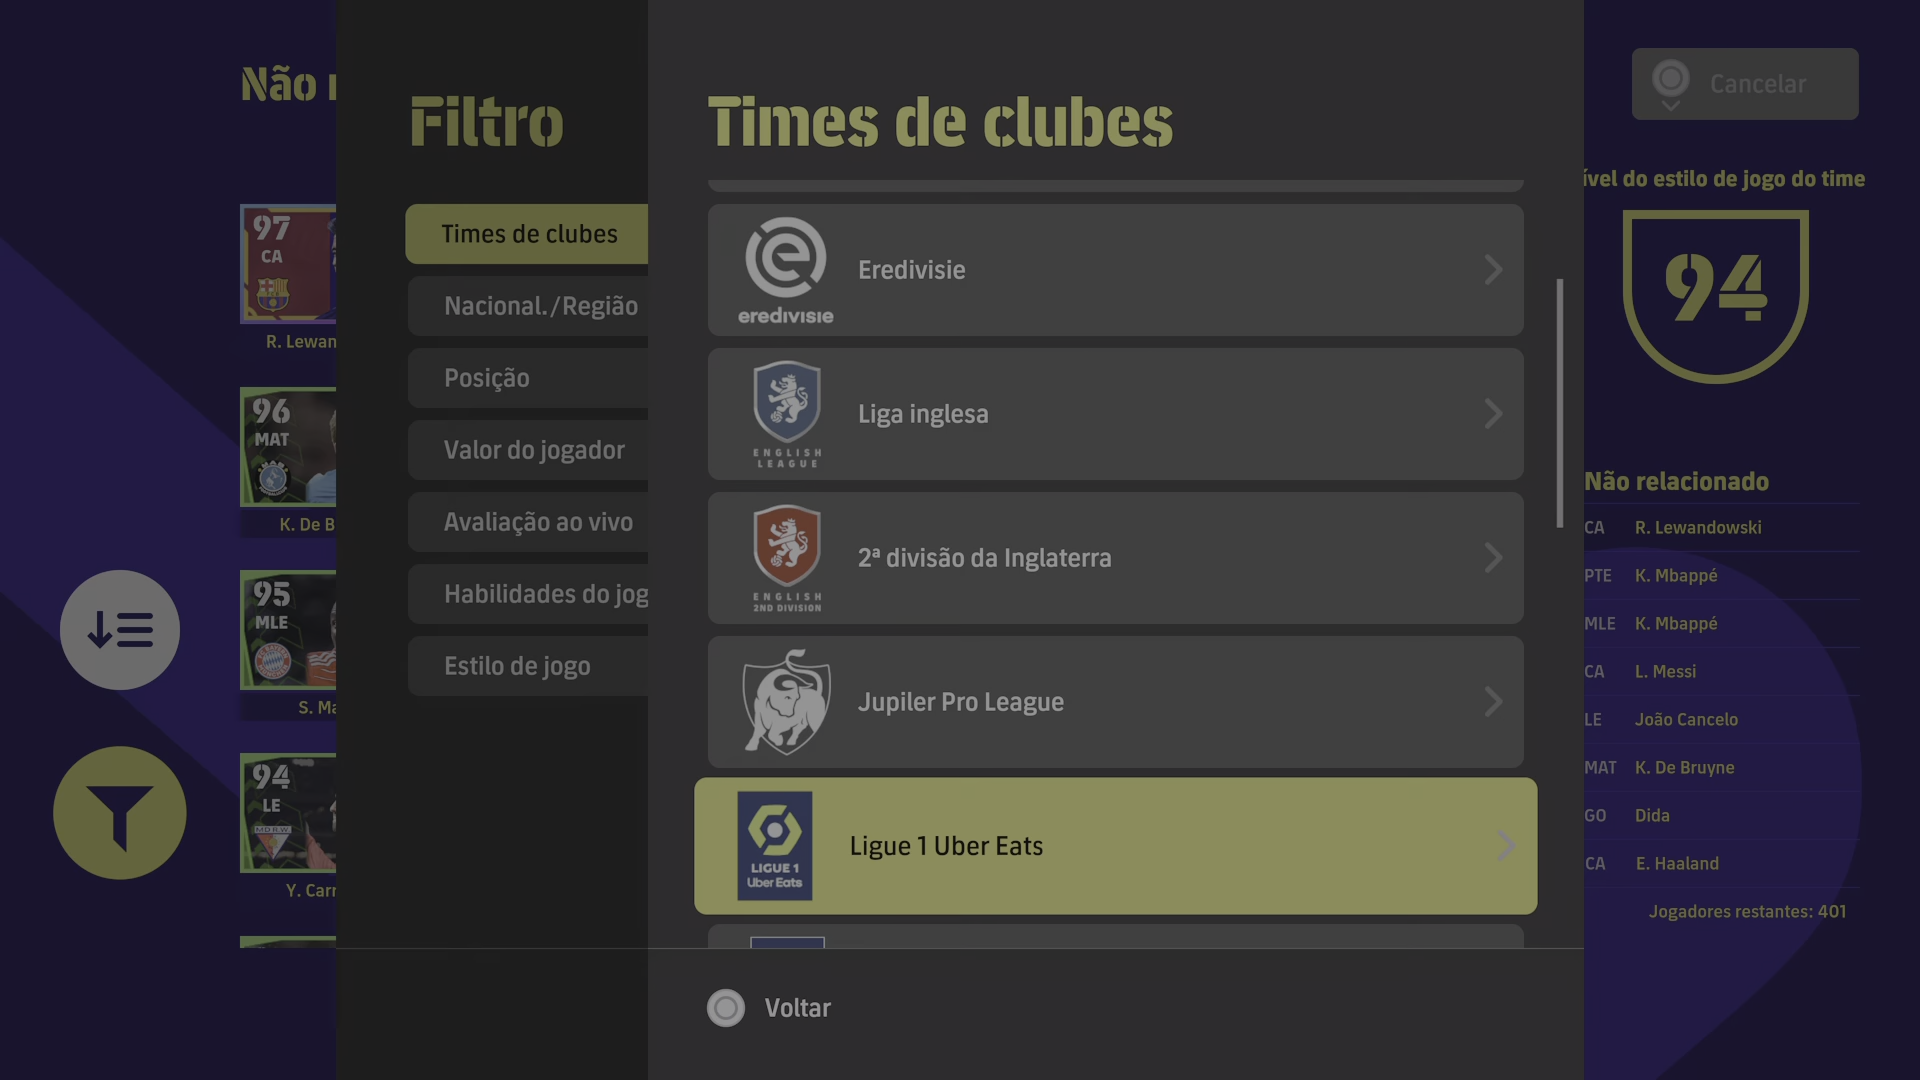 Não
Filtro
Times de clubes
Cancelar
97
CA
R. Lewan
96
MAT
K. De B
95
MLE
S. Ma
94
LE
Y. Carr
Times de clubes
Nacional./Região
Posição
Valor do jogador
Avaliação ao vivo
Habilidades do jog
Estilo de jogo
eredivisie
Eredivisie
ENGLISH
LEAGUE
Liga inglesa
ENGLISH
2ND DIVISION
2ª divisão da Inglaterra
Jupiler Pro League
LIGUE 1
Uber Eats
Ligue 1 Uber Eats
Voltar
ível do estilo de jogo do time
94
Não relacionado
CA R. Lewandowski
PTE K. Mbappé
MLE K. Mbappé
CA L. Messi
LE João Cancelo
MAT K. De Bruyne
GO Dida
CA E. Haaland
Jogadores restantes: 401